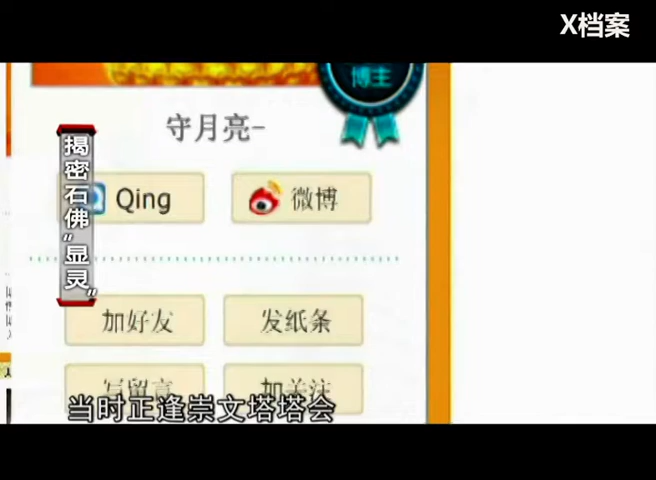 X档案
博主
守月亮-
Qing
微博
揭密石佛"显灵"
加好友
发纸条
写留言
加关注
当时正逢崇文塔塔会